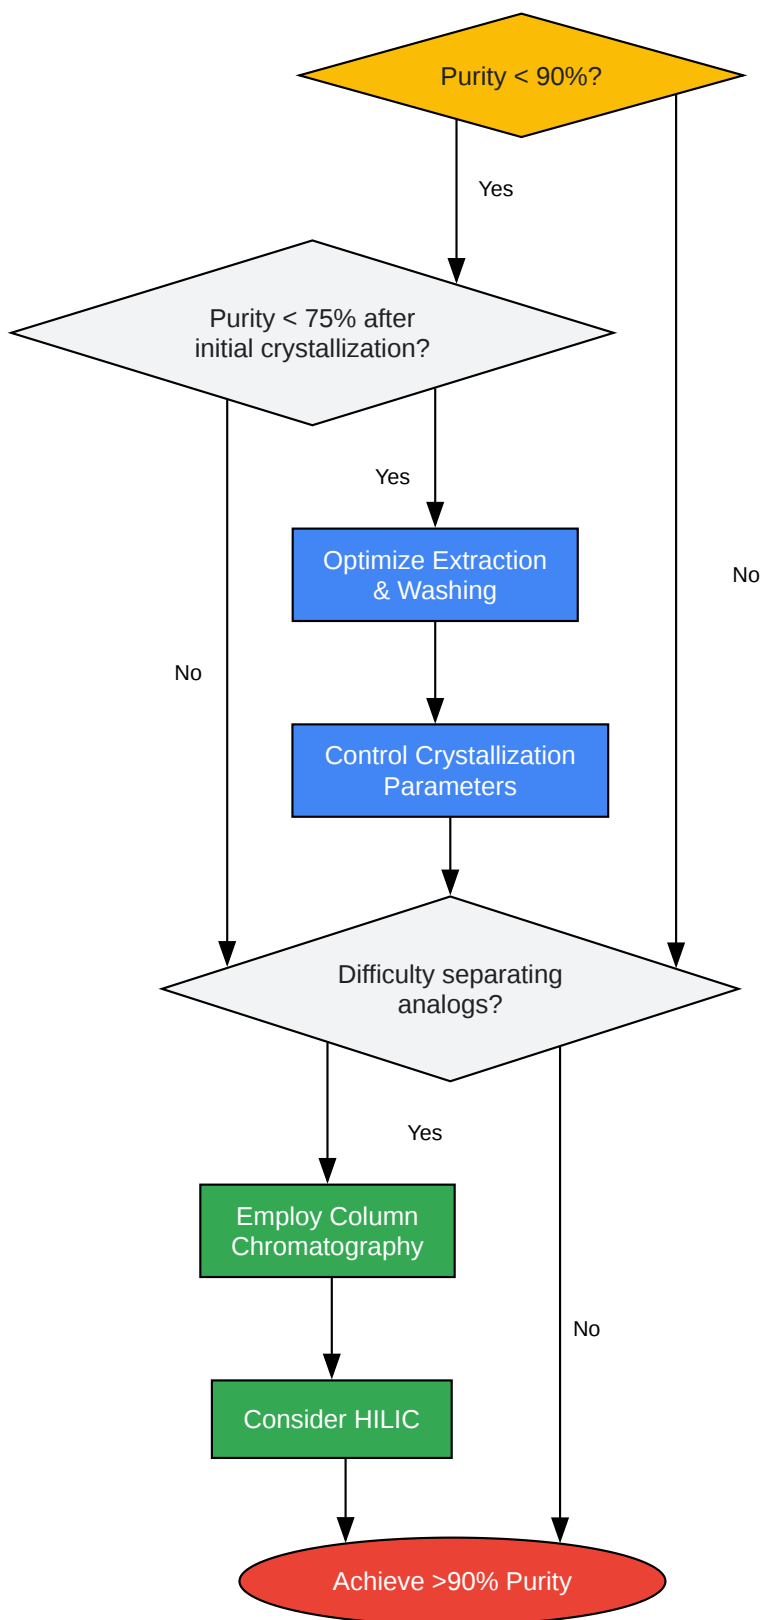 Purity < 90%?
Yes
Purity < 75% after
initial crystallization?
Yes
Optimize Extraction
& Washing
No
No
Control Crystallization
Parameters
Difficulty separating
analogs?
Yes
Employ Column
Chromatography
No
Consider HILIC
Achieve >90% Purity